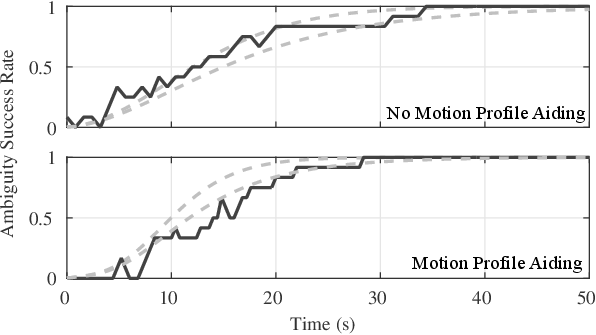 Ambiguity Success Rate
1
0.5
0
No Motion Profile Aiding
1
0.5
0
Motion Profile Aiding
0 10 20 30 40 50
Time (s)